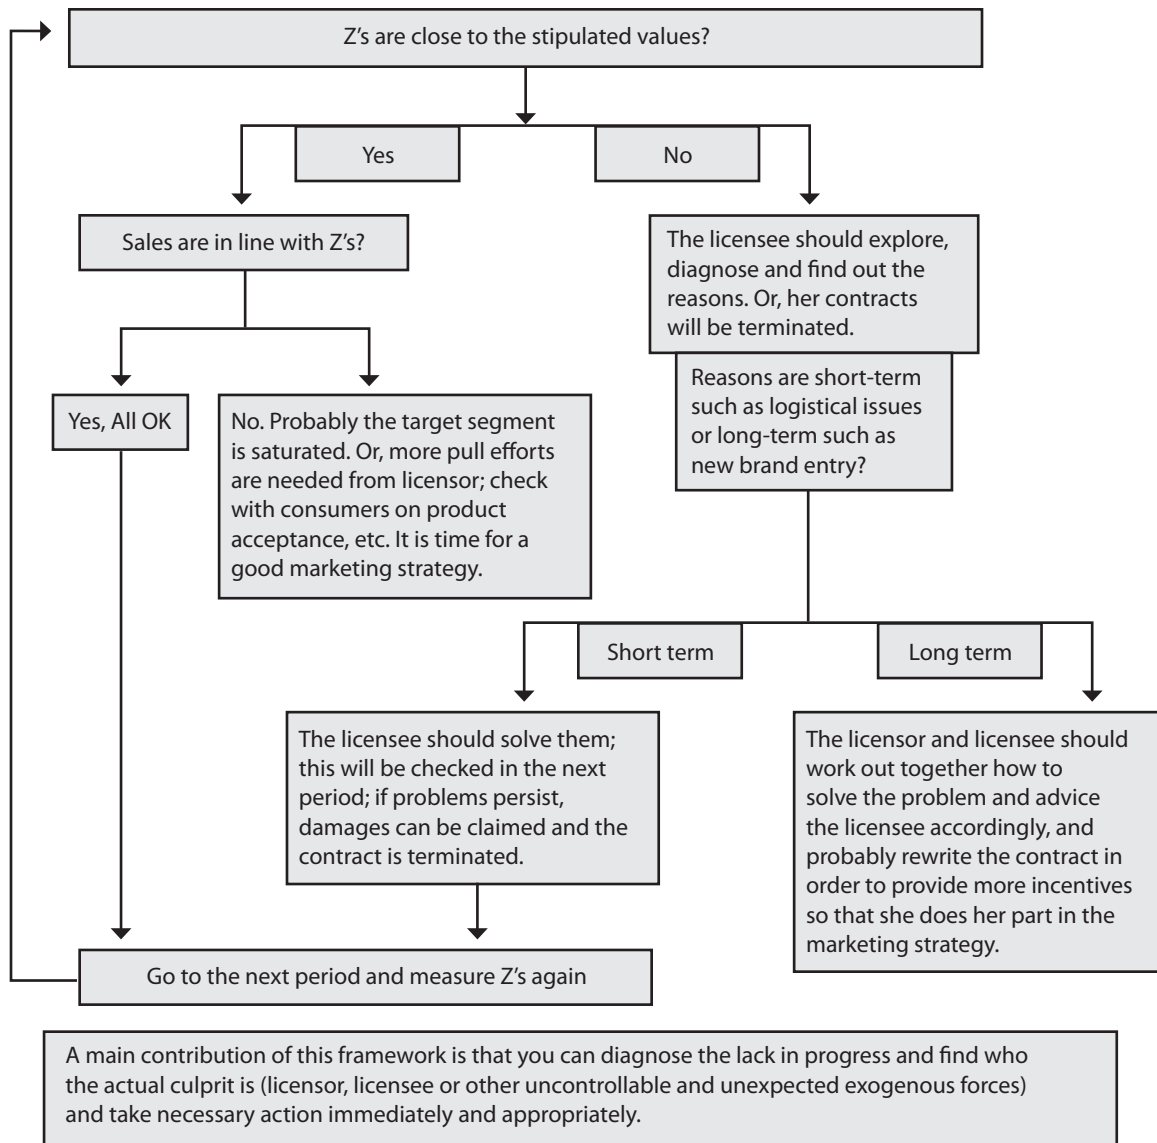 Z's are close to the stipulated values?
Yes
No
Sales are in line with Z's?
The licensee should explore,
diagnose and find out the
reasons. Or, her contracts
will be terminated.
Yes, All OK
No. Probably the target segment
is saturated. Or, more pull efforts
are needed from licensor; check
with consumers on product
acceptance, etc. It is time for a
good marketing strategy.
Reasons are short-term
such as logistical issues
or long-term such as
new brand entry?
Short term
Long term
The licensee should solve them;
this will be checked in the next
period; if problems persist,
damages can be claimed and the
contract is terminated.
The licensor and licensee should
work out together how to
solve the problem and advice
the licensee accordingly, and
probably rewrite the contract in
order to provide more incentives
so that she does her part in the
marketing strategy.
Go to the next period and measure Z's again
A main contribution of this framework is that you can diagnose the lack in progress and find who
the actual culprit is (licensor, licensee or other uncontrollable and unexpected exogenous forces)
and take necessary action immediately and appropriately.